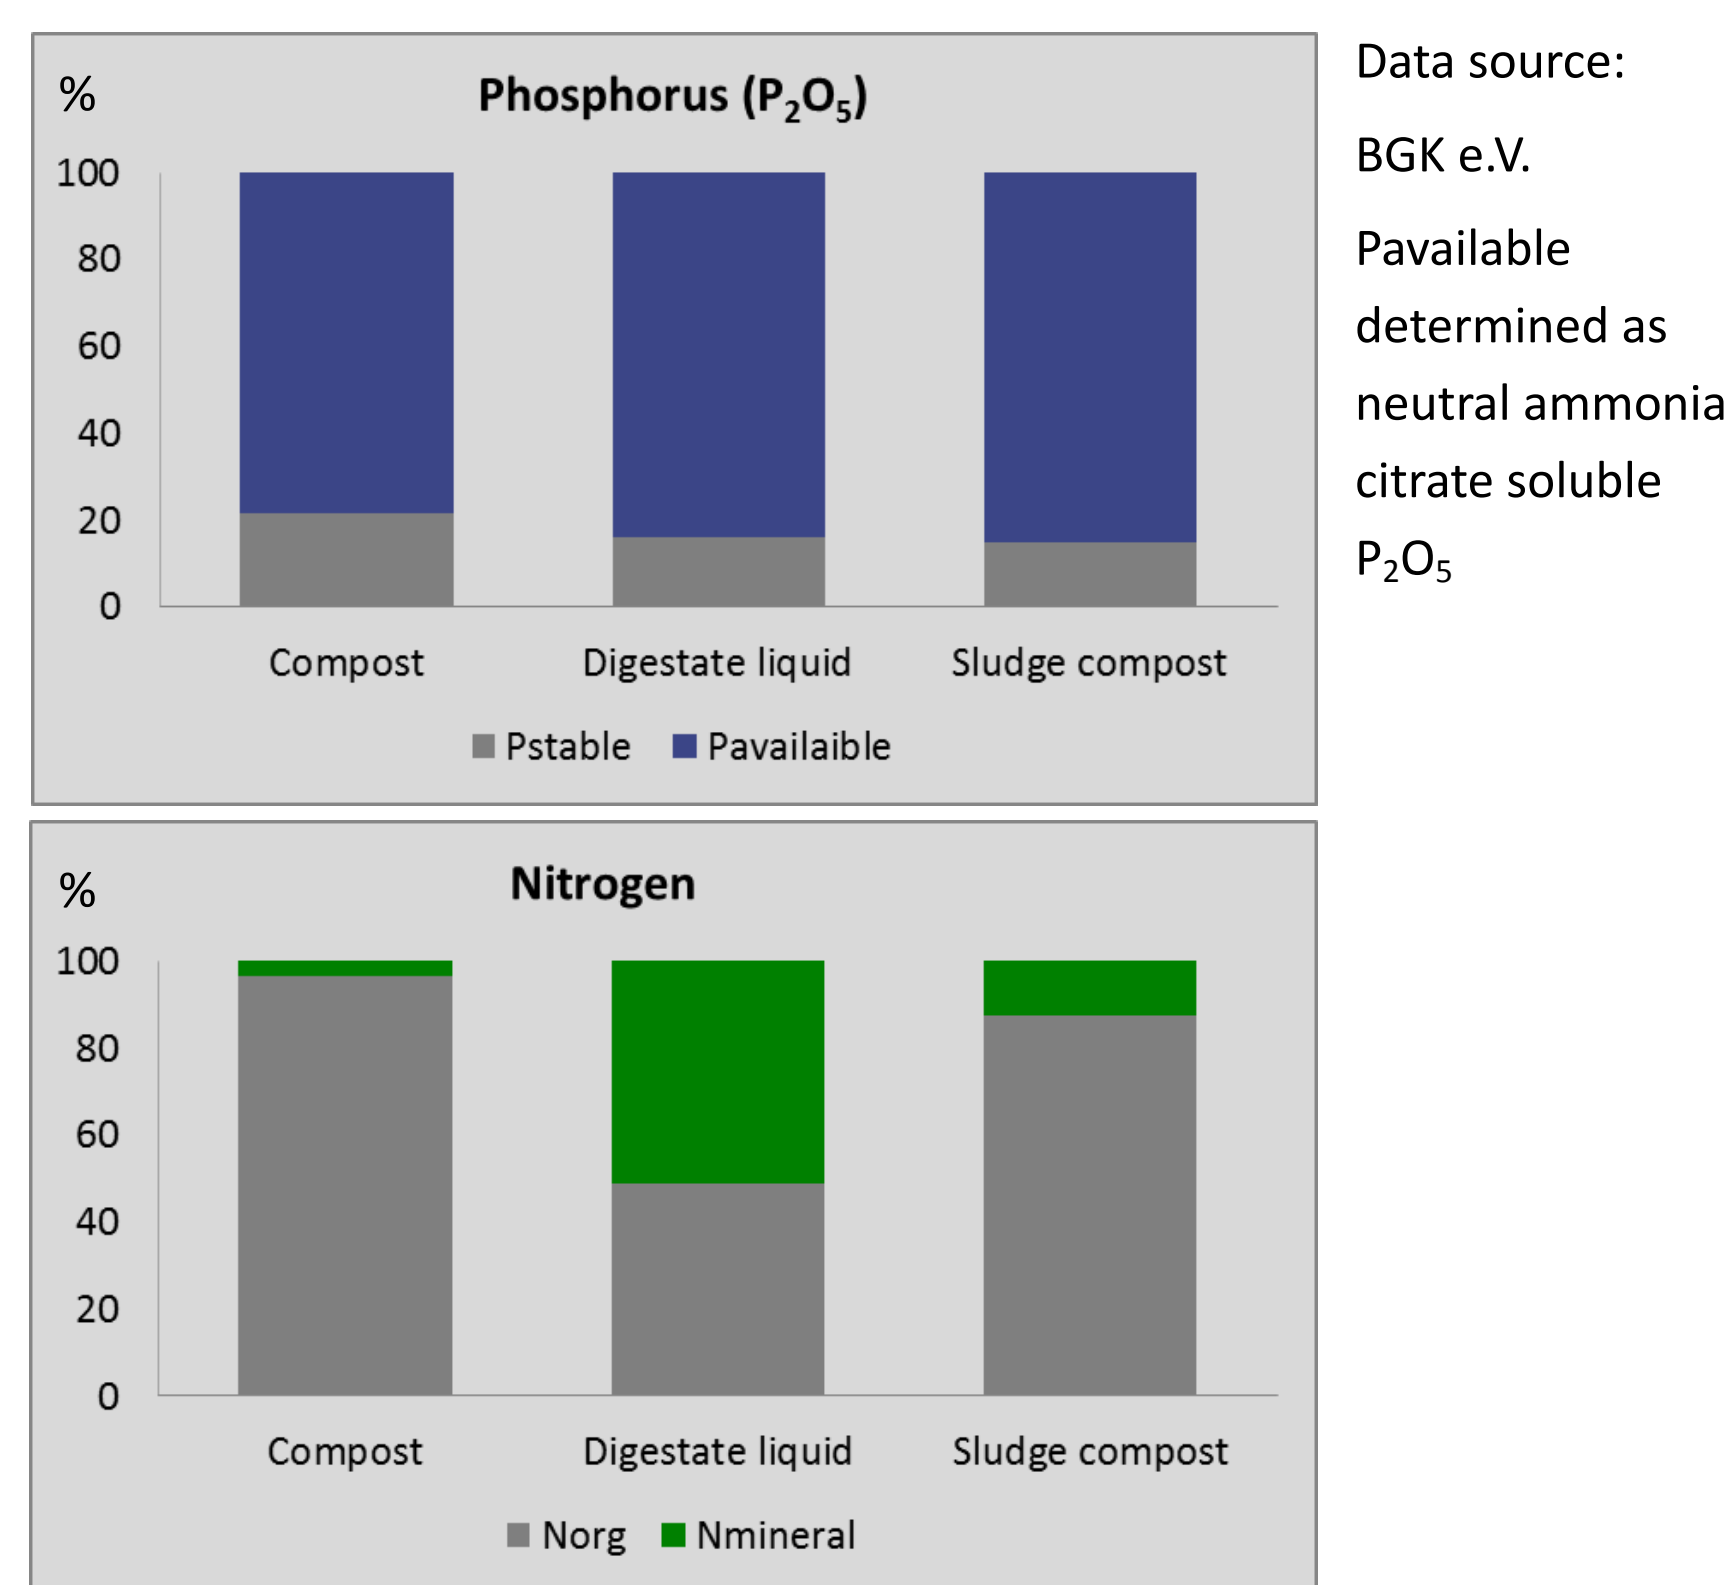 %
Phosphorus (P₂O₅)
100
80
60
40
20
0
Compost Digestate liquid Sludge compost
Pstable Pavailaible
Data source:
BGK e.V.
Pavailable
determined as
neutral ammonia
citrate soluble
P₂O₅
%
Nitrogen
100
80
60
40
20
0
Compost Digestate liquid Sludge compost
Norg Nmineral